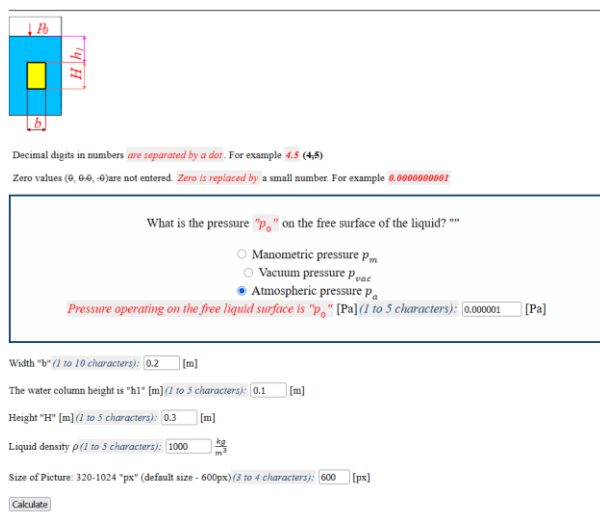 p₀
h₁
H
b
Decimal digits in numbers are separated by a dot. For example 4.5 (4,5)
Zero values (0, 0.0, .0)are not entered. Zero is replaced by a small number. For example 0.0000000001
What is the pressure "p₀" on the free surface of the liquid? ""
Manometric pressure pₘ
Vacuum pressure p_vac
Atmospheric pressure pₐ
Pressure operating on the free liquid surface is "p₀" [Pa](1 to 5 characters): 0.000001 [Pa]
Width "b"(1 to 10 characters): 0.2 [m]
The water column height is "h1" [m](1 to 5 characters): 0.1 [m]
Height "H" [m](1 to 5 characters): 0.3 [m]
Liquid density ρ(1 to 5 characters): 1000 kg/m³
Size of Picture: 320-1024 "px" (default size - 600px)(3 to 4 characters): 600 [px]
Calculate